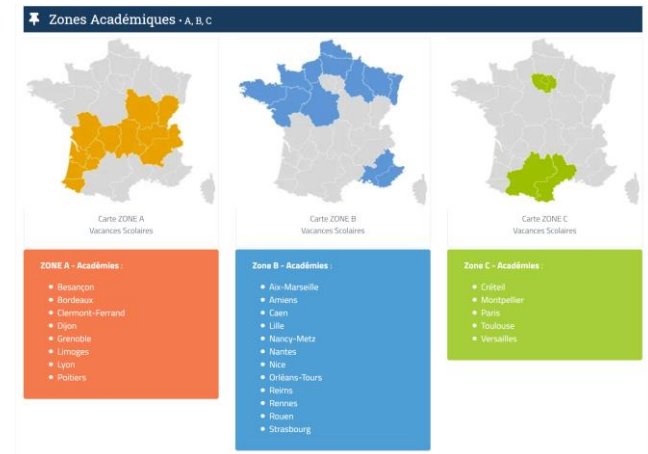 Zones Académiques • A, B, C
Carte ZONE A
Vacances Scolaires
Carte ZONE B
Vacances Scolaires
Carte ZONE C
Vacances Scolaires
ZONE A - Académies :
Besançon
Bordeaux
Clermont-Ferrand
Dijon
Grenoble
Limoges
Lyon
Poitiers
Zone B - Académies :
Aix-Marseille
Amiens
Caen
Lille
Nancy-Metz
Nantes
Nice
Orléans-Tours
Reims
Rennes
Rouen
Strasbourg
Zone C - Académies :
Créteil
Montpellier
Paris
Toulouse
Versailles